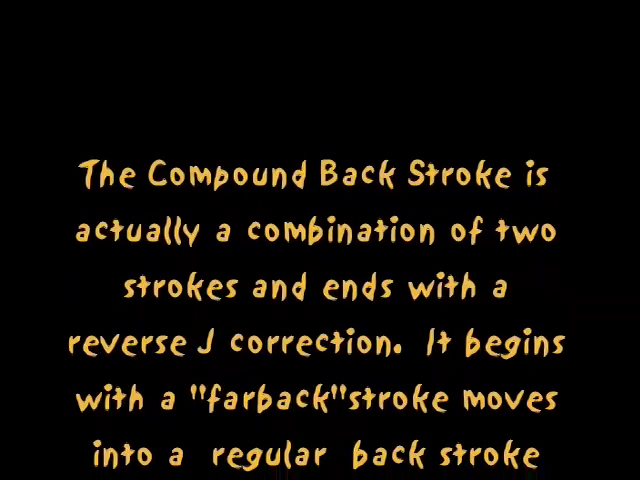 The Compound Back Stroke is
actually a combination of two
strokes and ends with a
reverse J correction. It begins
with a "farback"stroke moves
into a regular back stroke